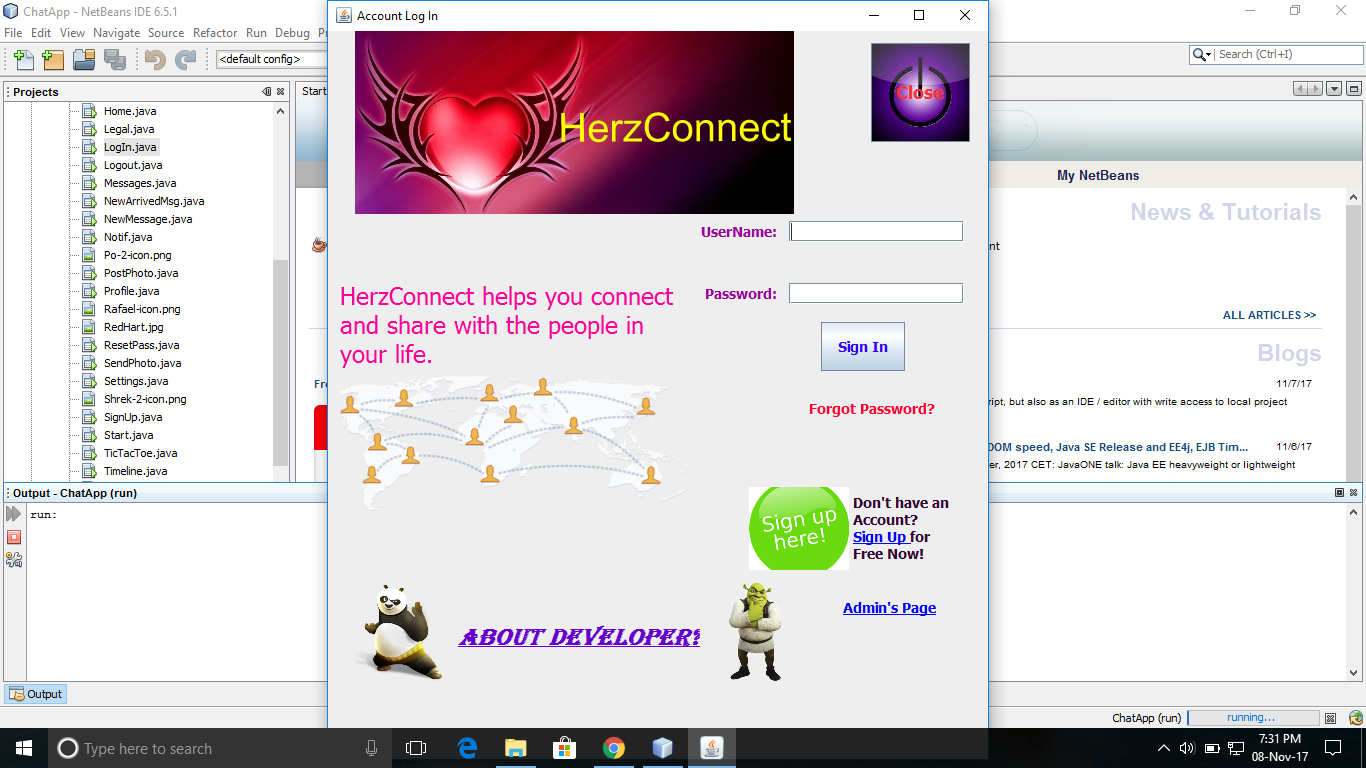 ChatApp - NetBeans IDE 6.5.1
File Edit View Navigate Source Refactor Run Debug
<default config>
Search (Ctrl+I)
Projects
Home.java
Legal.java
LogIn.java
Logout.java
Messages.java
NewArrivedMsg.java
NewMessage.java
Notif.java
Po-2-icon.png
PostPhoto.java
Profile.java
Rafael-icon.png
RedHart.jpg
ResetPass.java
SendPhoto.java
Settings.java
Shrek-2-icon.png
SignUp.java
Start.java
TicTacToe.java
Timeline.java
Start
Account Log In
HerzConnect
Close
UserName:
Password:
HerzConnect helps you connect
and share with the people in
your life.
Sign In
Forgot Password?
Sign up
here!
Don't have an
Account?
Sign Up for
Free Now!
ABOUT DEVELOPER?
Admin's Page
My NetBeans
News & Tutorials
ALL ARTICLES >>
Blogs
11/7/17
but also as an IDE / editor with write access to local project
speed, Java SE Release and EE4j, EJB Tim... 11/6/17
2017 CET: JavaONE talk: Java EE heavyweight or lightweight
Output - ChatApp (run)
run:
Output
ChatApp (run) running...
Type here to search
7:31 PM
08-Nov-17